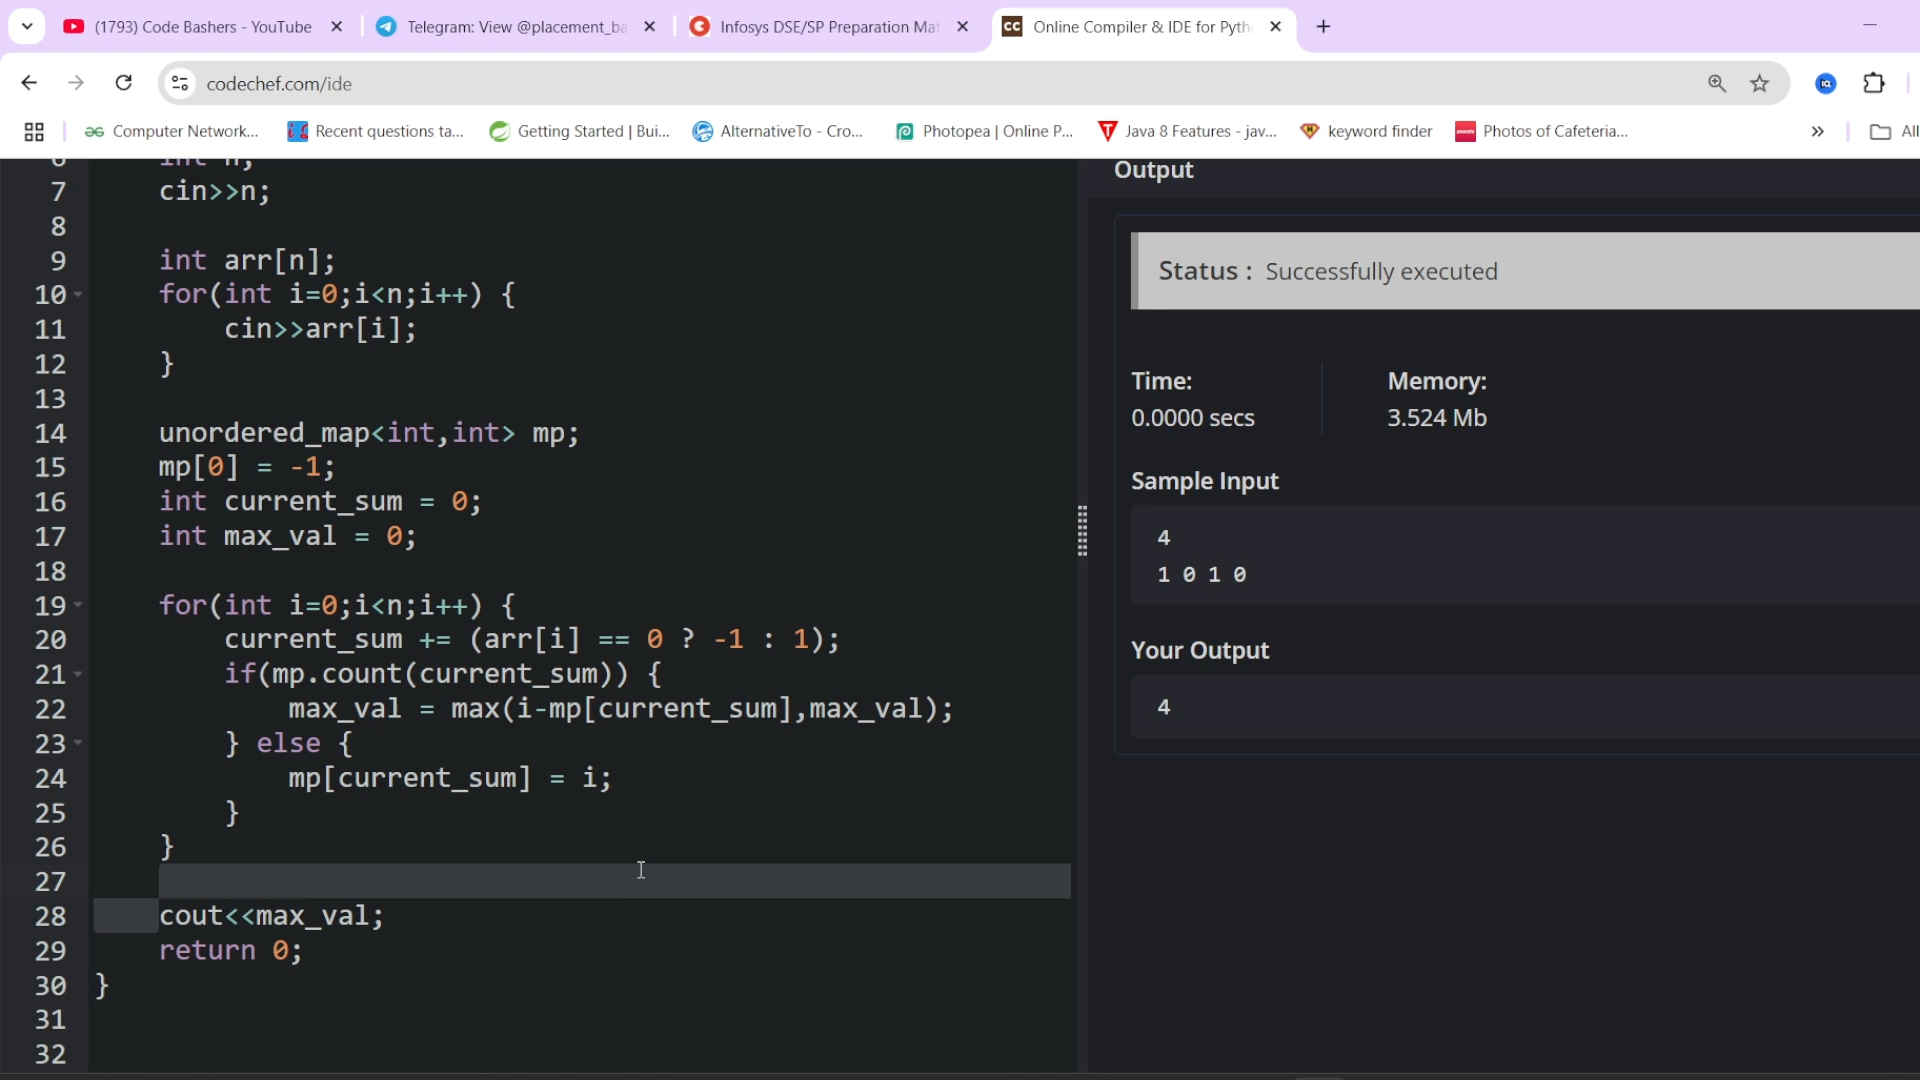 (1793) Code Bashers - YouTube
Telegram: View @placement_ba
Infosys DSE/SP Preparation Mat
CC Online Compiler & IDE for Pyth
codechef.com/ide
Computer Network...
Recent questions ta...
Getting Started | Bui...
AlternativeTo - Cro...
Photopea | Online P...
Java 8 Features - jav...
keyword finder
Photos of Cafeteria...
All
6 int n;
7 cin>>n;
8
9 int arr[n];
10 for(int i=0;i<n;i++) {
11 cin>>arr[i];
12 }
13
14 unordered_map<int,int> mp;
15 mp[0] = -1;
16 int current_sum = 0;
17 int max_val = 0;
18
19 for(int i=0;i<n;i++) {
20 current_sum += (arr[i] == 0 ? -1 : 1);
21 if(mp.count(current_sum)) {
22 max_val = max(i-mp[current_sum],max_val);
23 } else {
24 mp[current_sum] = i;
25 }
26 }
27
28 cout<<max_val;
29 return 0;
30 }
31
32
Output
Status : Successfully executed
Time:
0.0000 secs
Memory:
3.524 Mb
Sample Input
4
1 0 1 0
Your Output
4